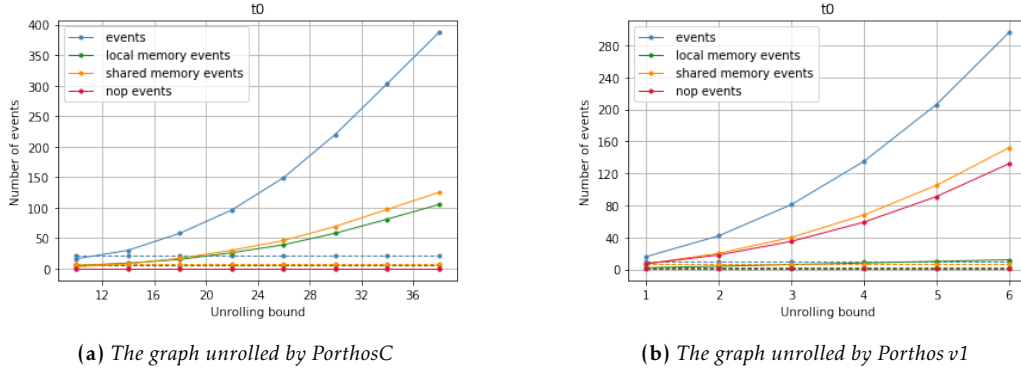 t0
400
350
300
250
200
150
100
50
0
Number of events
events
local memory events
shared memory events
nop events
12
16
20
24
28
32
36
Unrolling bound
(a) The graph unrolled by PorthosC
t0
280
240
200
160
120
80
40
0
Number of events
events
local memory events
shared memory events
nop events
1
2
3
4
5
6
Unrolling bound
(b) The graph unrolled by Porthos v1